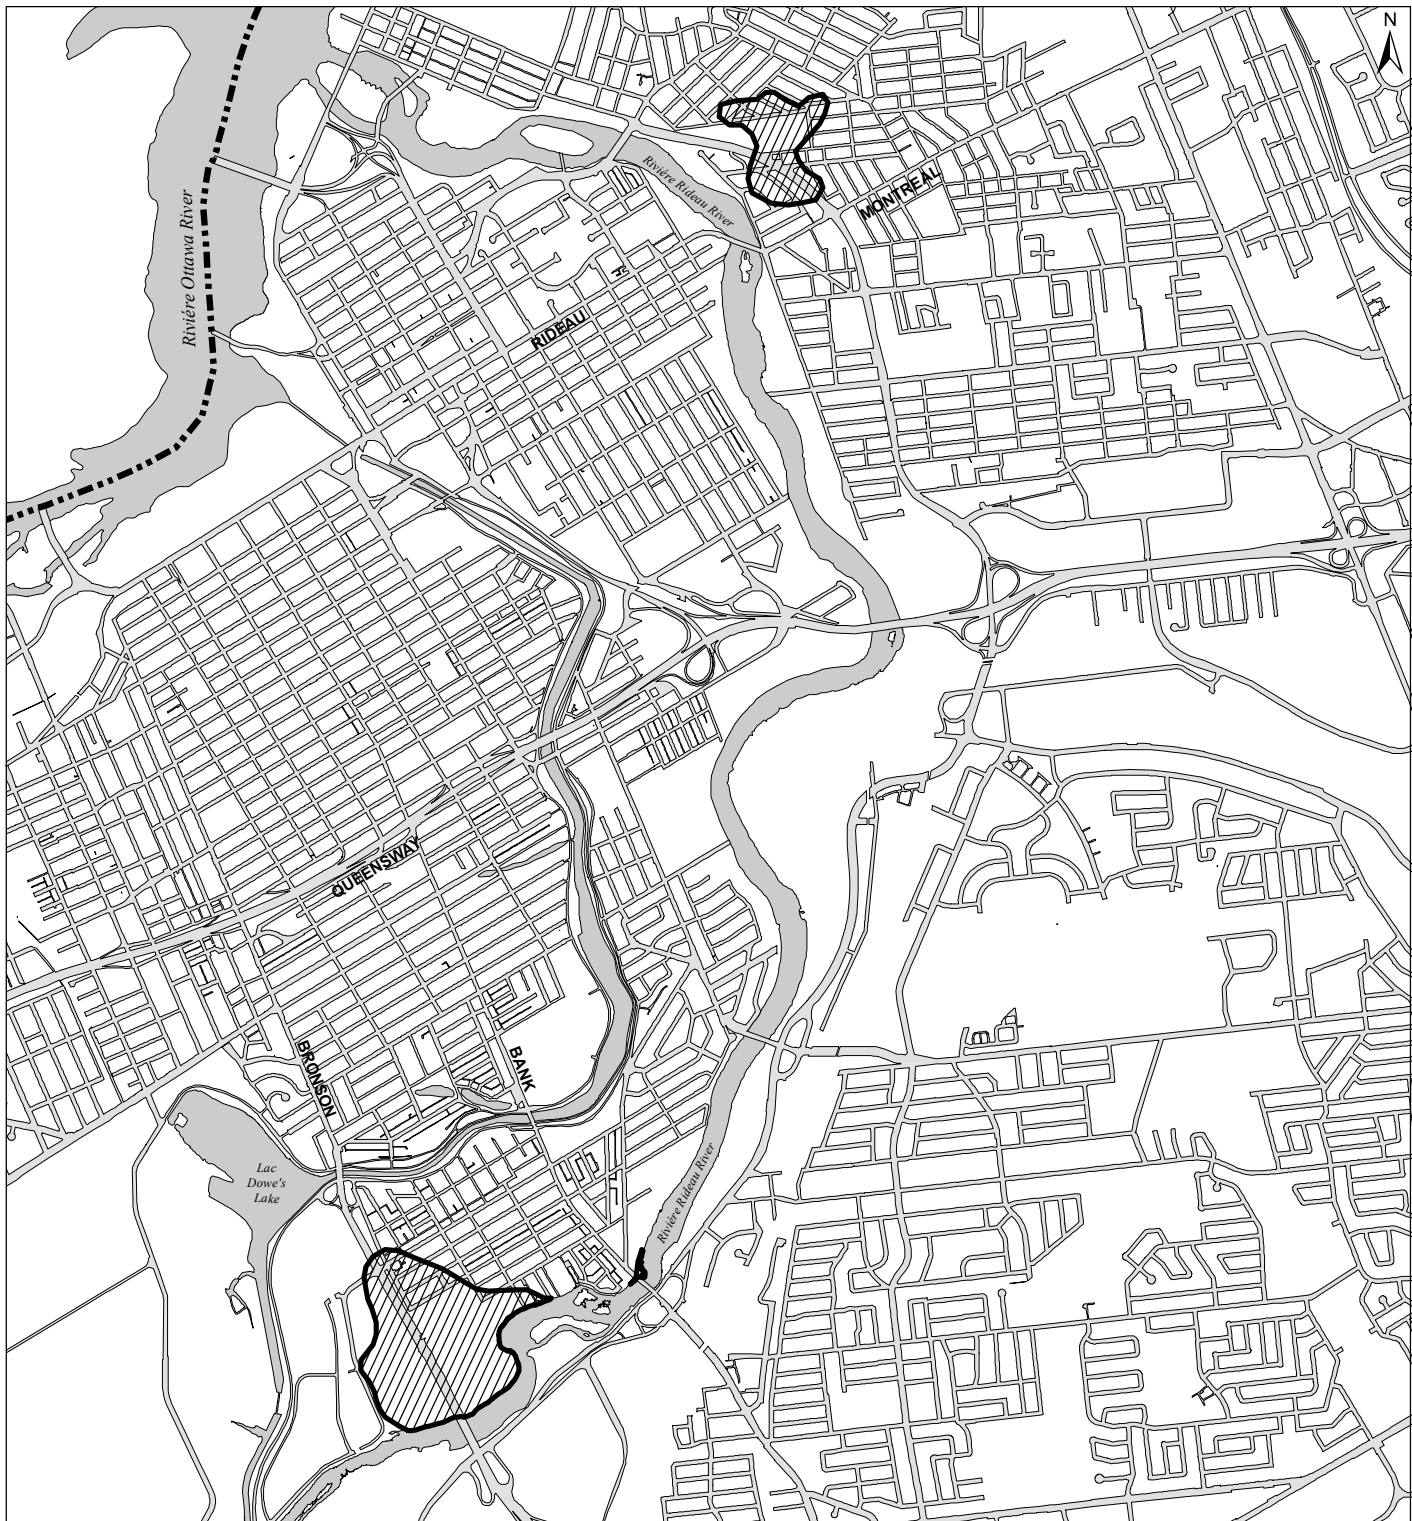 N
Rivière Rideau River
MONTREAL
Rivière Ottawa River
RIDEAU
QUEENSWAY
BRONSON
BANK
Lac
Dowe's
Lake
Rivière Rideau River